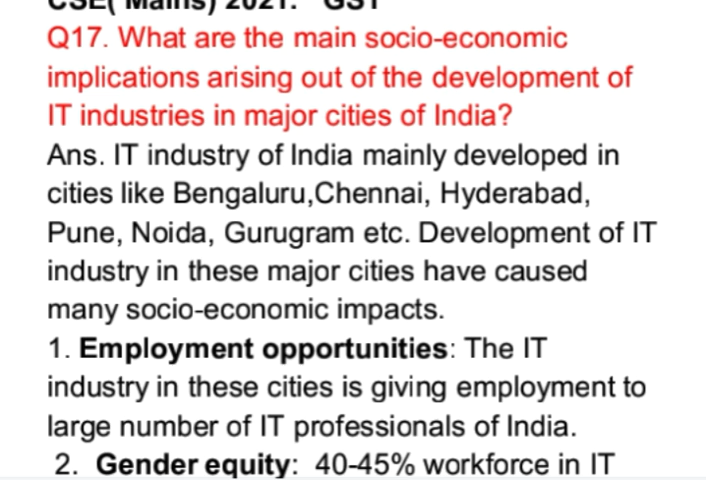 CSE( Mains) 2021. GS1
Q17. What are the main socio-economic
implications arising out of the development of
IT industries in major cities of India?
Ans. IT industry of India mainly developed in
cities like Bengaluru,Chennai, Hyderabad,
Pune, Noida, Gurugram etc. Development of IT
industry in these major cities have caused
many socio-economic impacts.
1. Employment opportunities: The IT
industry in these cities is giving employment to
large number of IT professionals of India.
2. Gender equity: 40-45% workforce in IT